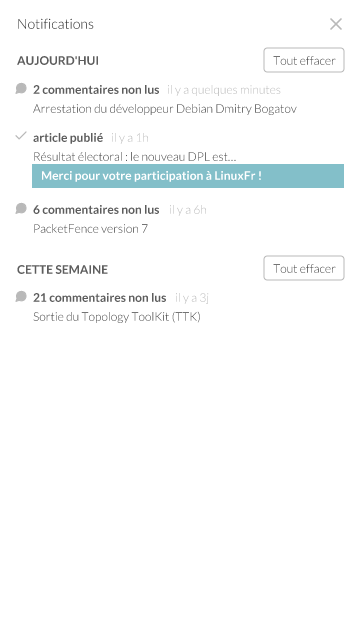 Notifications
AUJOURD'HUI
Tout effacer
2 commentaires non lus il y a quelques minutes
Arrestation du développeur Debian Dmitry Bogatov
article publié il y a 1h
Résultat électoral : le nouveau DPL est...
Merci pour votre participation à LinuxFr !
6 commentaires non lus il y a 6h
PacketFence version 7
CETTE SEMAINE
Tout effacer
21 commentaires non lus il y a 3j
Sortie du Topology ToolKit (TTK)